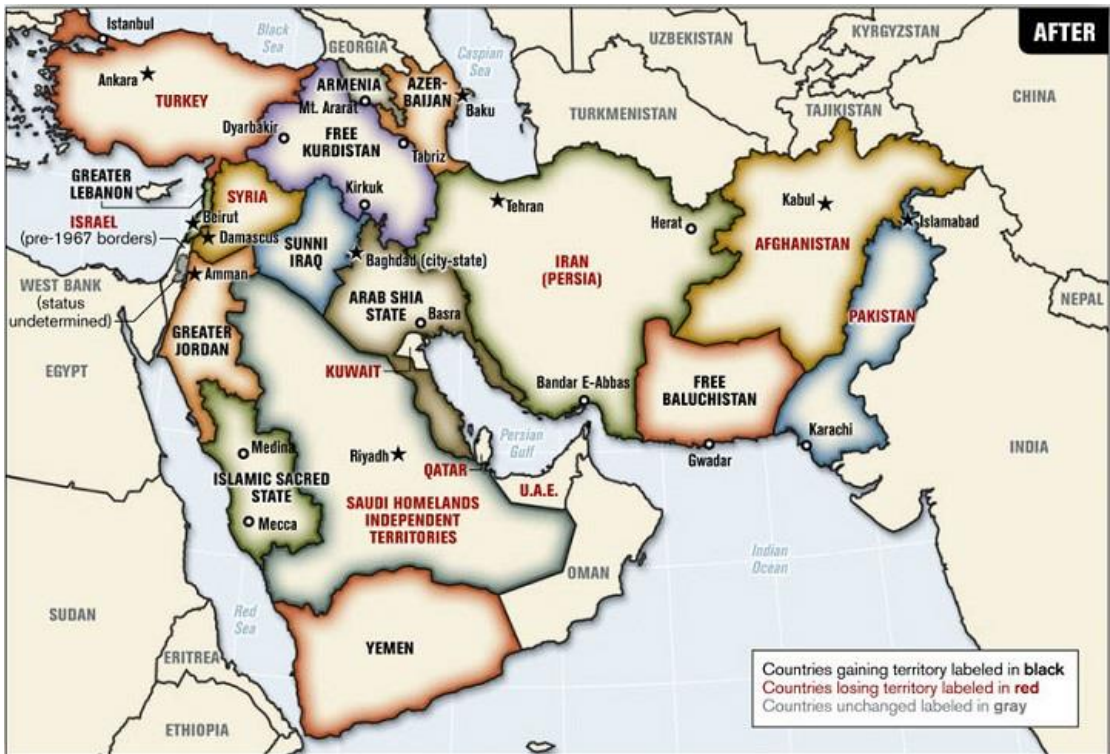 AFTER
Istanbul
Black
Sea
GEORGIA
Caspian
Sea
UZBEKISTAN
KYRGYZSTAN
Ankara
TURKEY
ARMENIA
Mt. Ararat
AZER-
BAIJAN
Baku
TURKMENISTAN
TAJIKISTAN
CHINA
Dyarbakir
FREE
KURDISTAN
Tabriz
GREATER
LEBANON
SYRIA
Kirkuk
Tehran
Herat
Kabul
Islamabad
ISRAEL
(pre-1967 borders)
Beirut
Damascus
SUNNI
IRAQ
Baghdad (city-state)
IRAN
(PERSIA)
AFGHANISTAN
WEST BANK
(status
undetermined)
Amman
ARAB SHIA
STATE
Basra
NEPAL
PAKISTAN
GREATER
JORDAN
EGYPT
KUWAIT
Bandar E-Abbas
FREE
BALUCHISTAN
Karachi
INDIA
Medina
Riyadh
Persian
Gulf
Gwadar
ISLAMIC SACRED
STATE
QATAR
U.A.E.
Mecca
SAUDI HOMELANDS
INDEPENDENT
TERRITORIES
Indian
Ocean
OMAN
SUDAN
Red
Sea
YEMEN
ERITREA
ETHIOPIA
Countries gaining territory labeled in black
Countries losing territory labeled in red
Countries unchanged labeled in gray